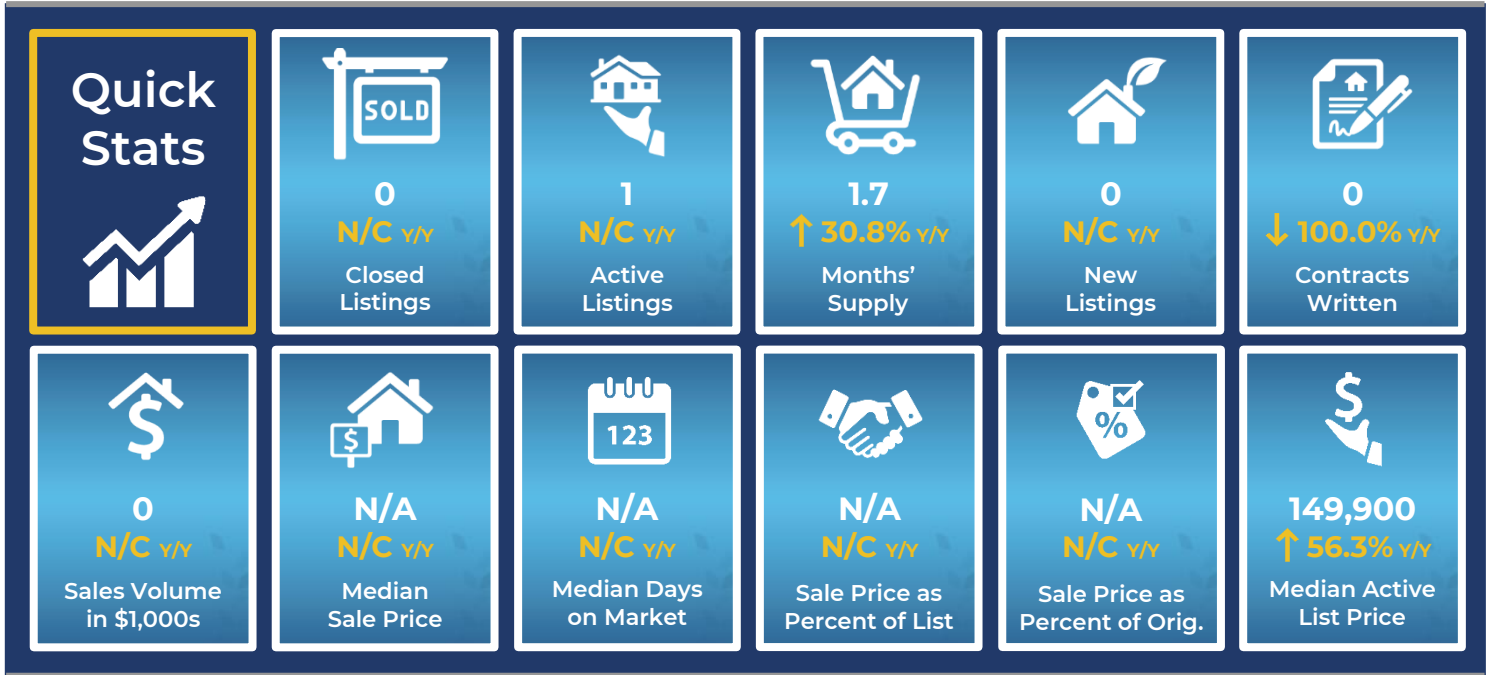 Quick
Stats
SOLD
0
N/C Y/Y
Closed
Listings
1
N/C Y/Y
Active
Listings
1.7
↑ 30.8% Y/Y
Months’
Supply
0
N/C Y/Y
New
Listings
0
↓ 100.0% Y/Y
Contracts
Written
$
0
N/C Y/Y
Sales Volume
in $1,000s
$
N/A
N/C Y/Y
Median
Sale Price
123
N/A
N/C Y/Y
Median Days
on Market
N/A
N/C Y/Y
Sale Price as
Percent of List
%
N/A
N/C Y/Y
Sale Price as
Percent of Orig.
$
149,900
↑ 56.3% Y/Y
Median Active
List Price